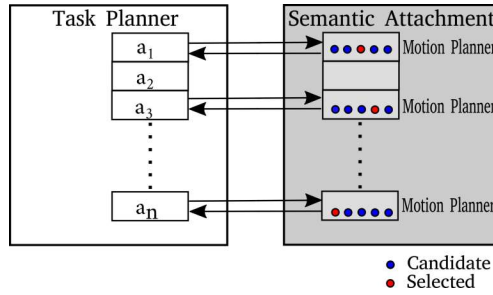 Task Planner
Semantic Attachment
a1
Motion Planner
a2
a3
Motion Planner
an
Motion Planner
Candidate
Selected